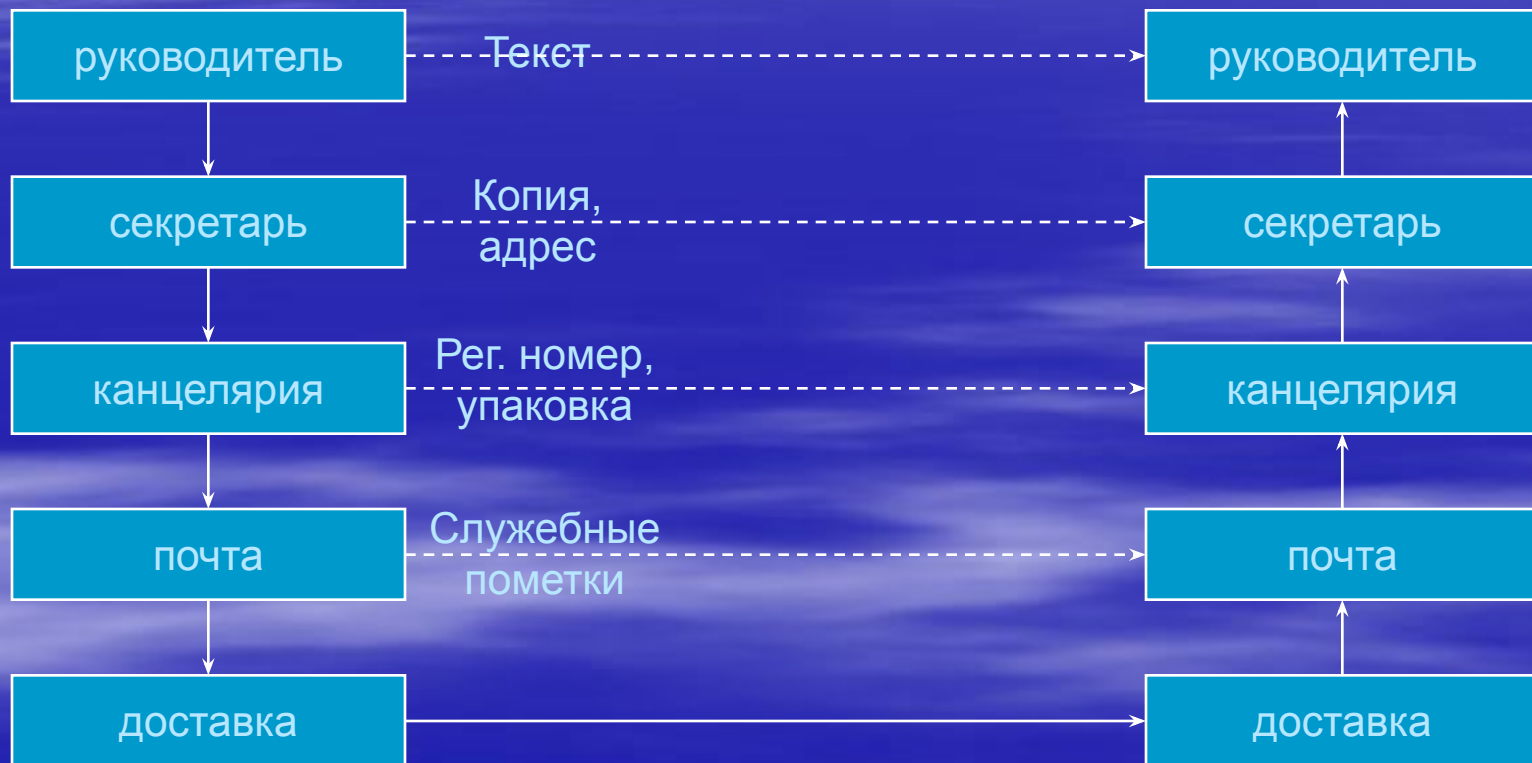 руководитель
Текст
руководитель
секретарь
Копия,
адрес
секретарь
канцелярия
Рег. номер,
упаковка
канцелярия
почта
Служебные
пометки
почта
доставка
доставка